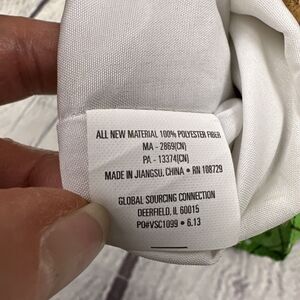 ALL NEW MATERIAL 100% POLYESTER FIBER
MA - 2869(CN)
PA - 13374(CN)
MADE IN JIANGSU, CHINA • RN 108729
GLOBAL SOURCING CONNECTION
DEERFIELD, IL 60015
PO#VSC1099 • 6.13